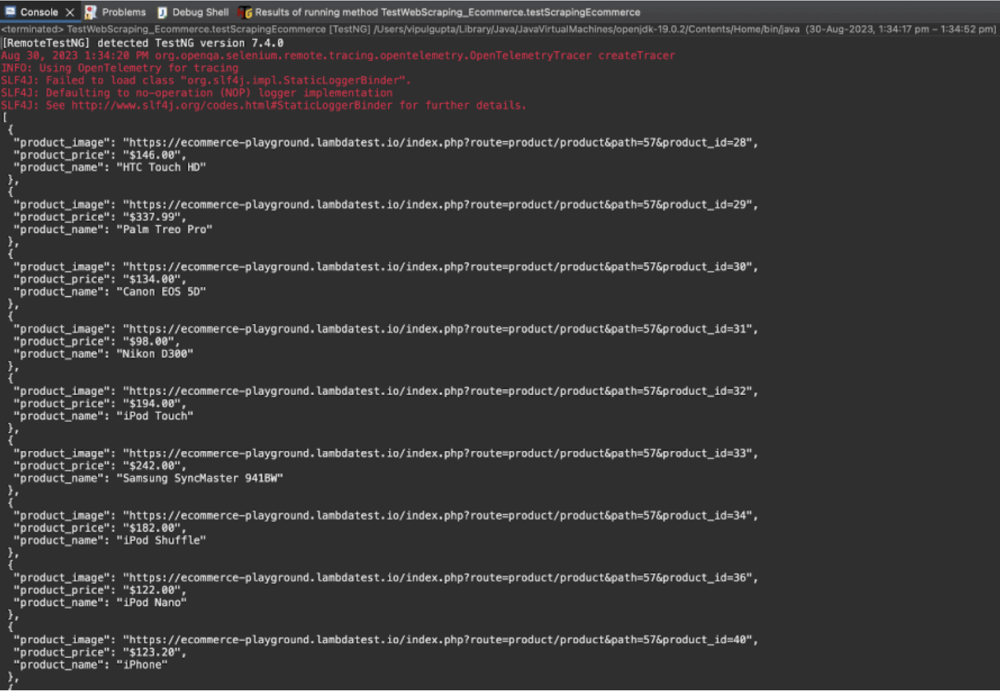 Console
Problems
Debug Shell
Results of running method TestWebScraping_Ecommerce.testScrapingEcommerce
<terminated> TestWebScraping_Ecommerce.testScrapingEcommerce [TestNG] /Users/vipulgupta/Library/Java/JavaVirtualMachines/openjdk-19.0.2/Contents/Home/bin/java (30-Aug-2023, 1:34:17 pm – 1:34:52 pm)
[RemoteTestNG] detected TestNG version 7.4.0
Aug 30, 2023 1:34:20 PM org.openqa.selenium.remote.tracing.opentelemetry.OpenTelemetryTracer createTracer
INFO: Using OpenTelemetry for tracing
SLF4J: Failed to load class "org.slf4j.impl.StaticLoggerBinder".
SLF4J: Defaulting to no-operation (NOP) logger implementation
SLF4J: See http://www.slf4j.org/codes.html#StaticLoggerBinder for further details.
[
{
"product_image": "https://ecommerce-playground.lambdatest.io/index.php?route=product/product&path=57&product_id=28",
"product_price": "$146.00",
"product_name": "HTC Touch HD"
},
{
"product_image": "https://ecommerce-playground.lambdatest.io/index.php?route=product/product&path=57&product_id=29",
"product_price": "$337.99",
"product_name": "Palm Treo Pro"
},
{
"product_image": "https://ecommerce-playground.lambdatest.io/index.php?route=product/product&path=57&product_id=30",
"product_price": "$134.00",
"product_name": "Canon EOS 5D"
},
{
"product_image": "https://ecommerce-playground.lambdatest.io/index.php?route=product/product&path=57&product_id=31",
"product_price": "$98.00",
"product_name": "Nikon D300"
},
{
"product_image": "https://ecommerce-playground.lambdatest.io/index.php?route=product/product&path=57&product_id=32",
"product_price": "$194.00",
"product_name": "iPod Touch"
},
{
"product_image": "https://ecommerce-playground.lambdatest.io/index.php?route=product/product&path=57&product_id=33",
"product_price": "$242.00",
"product_name": "Samsung SyncMaster 941BW"
},
{
"product_image": "https://ecommerce-playground.lambdatest.io/index.php?route=product/product&path=57&product_id=34",
"product_price": "$182.00",
"product_name": "iPod Shuffle"
},
{
"product_image": "https://ecommerce-playground.lambdatest.io/index.php?route=product/product&path=57&product_id=36",
"product_price": "$122.00",
"product_name": "iPod Nano"
},
{
"product_image": "https://ecommerce-playground.lambdatest.io/index.php?route=product/product&path=57&product_id=40",
"product_price": "$123.20",
"product_name": "iPhone"
},
{